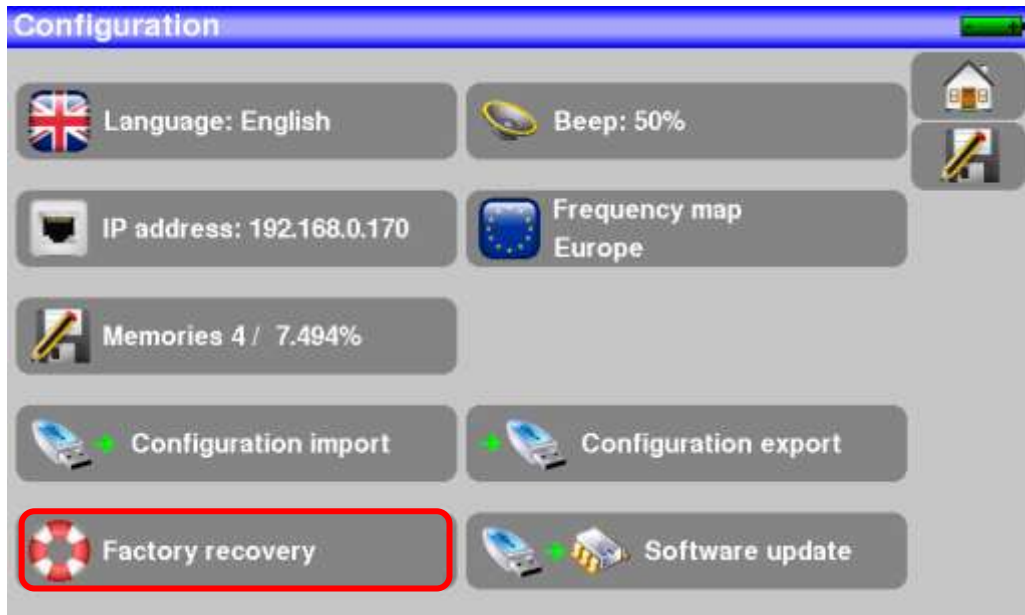 Configuration
Language: English
Beep: 50%
IP address: 192.168.0.170
Frequency map
Europe
Memories 4 / 7.494%
Configuration import
Configuration export
Factory recovery
Software update